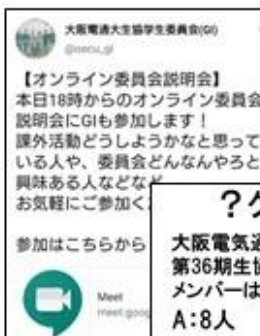 大阪電通大生協学生委員会(GI)
@oecu_gi
【オンライン委員会説明会】
本日18時からのオンライン委員会
説明会にGIも参加します！
課外活動どうしようかなと思って
いる人や、委員会どんなんやろと
興味ある人などなど
お気軽にご参加く
参加はこちらから
Meet
meet.goog
？ク
大阪電気通
第36期生協
メンバーは
A:8人